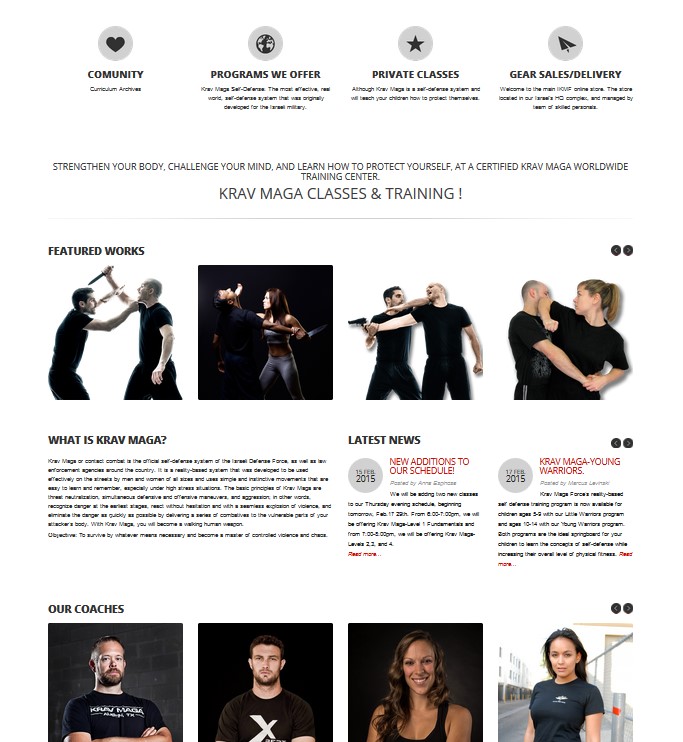 COMUNITY
Curriculum Archives
PROGRAMS WE OFFER
Krav Maga Self-Defense: The most effective, real
world, self-defense system that was originally
developed for the Israeli military.
PRIVATE CLASSES
Although Krav Maga is a self-defense system and
will teach your children how to protect themselves.
GEAR SALES/DELIVERY
Welcome to the main IKMF online store. The store
located in our Israel's HQ complex, and managed by
team of skilled personals.
STRENGTHEN YOUR BODY, CHALLENGE YOUR MIND, AND LEARN HOW TO PROTECT YOURSELF, AT A CERTIFIED KRAV MAGA WORLDWIDE
TRAINING CENTER.
KRAV MAGA CLASSES & TRAINING !
FEATURED WORKS
WHAT IS KRAV MAGA?
Krav Maga or contact combat is the official self-defense system of the Israeli Defense Force, as well as law
enforcement agencies around the country. It is a reality-based system that was developed to be used
effectively on the streets by men and women of all sizes and uses simple and instinctive movements that are
easy to learn and remember, especially under high stress situations. The basic principles of Krav Maga are
threat neutralization, simultaneous defensive and offensive maneuvers, and aggression; in other words,
recognize danger at the earliest stages, react without hesitation and with a seamless explosion of violence, and
eliminate the danger as quickly as possible by delivering a series of combatives to the vulnerable parts of your
attacker's body. With Krav Maga, you will become a walking human weapon.
Objective: To survive by whatever means necessary and become a master of controlled violence and chaos.
LATEST NEWS
15 FEB.
2015
NEW ADDITIONS TO
OUR SCHEDULE!
Posted by Anna Espinosa
We will be adding two new classes
to our Thursday evening schedule, beginning
tomorrow, Feb.17 29th. From 6:00-7:00pm, we will
be offering Krav Maga-Level 1 Fundamentals and
from 7:00-8:00pm, we will be offering Krav Maga-
Levels 2,3, and 4.
Read more...
17 FEB.
2015
KRAV MAGA-YOUNG
WARRIORS.
Posted by Marcus Levinski
Krav Maga Force's reality-based
self defense training program is now available for
children ages 5-9 with our Little Warriors program
and ages 10-14 with our Young Warriors program.
Both programs are the ideal springboard for your
children to learn the concepts of self-defense while
increasing their overall level of physical fitness. Read
more...
OUR COACHES
KRAV MAGA